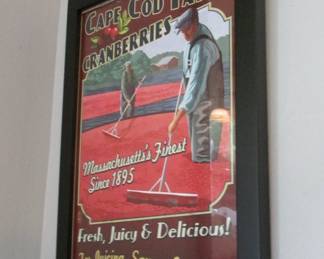 CAPE COD
CRANBERRIES
Massachusetts's Finest
Since 1895
Fresh, Juicy & Delicious!